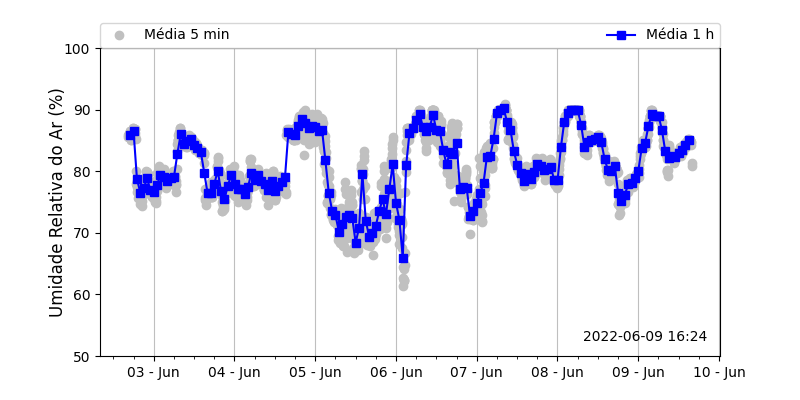 Média 5 min
Média 1 h
Umidade Relativa do Ar (%)
100
90
80
70
60
50
2022-06-09 16:24
03 - Jun
04 - Jun
05 - Jun
06 - Jun
07 - Jun
08 - Jun
09 - Jun
10 - Jun